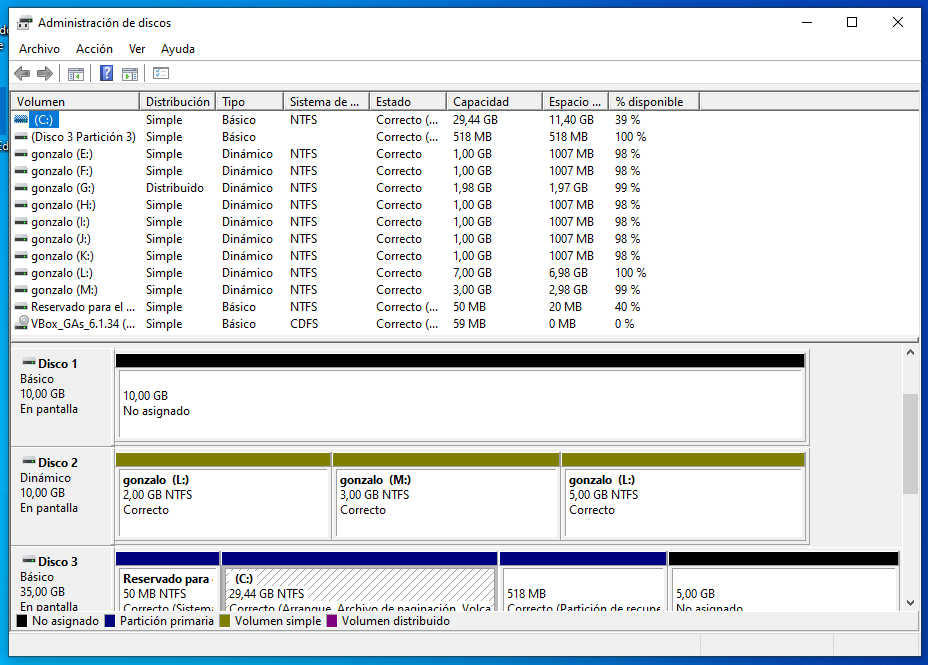 Administración de discos
Archivo Acción Ver Ayuda
Volumen Distribución Tipo Sistema de ... Estado Capacidad Espacio ... % disponible
(C:) Simple Básico NTFS Correcto (... 29,44 GB 11,40 GB 39 %
(Disco 3 Partición 3) Simple Básico Correcto (... 518 MB 518 MB 100 %
gonzalo (E:) Simple Dinámico NTFS Correcto 1,00 GB 1007 MB 98 %
gonzalo (F:) Simple Dinámico NTFS Correcto 1,00 GB 1007 MB 98 %
gonzalo (G:) Distribuido Dinámico NTFS Correcto 1,98 GB 1,97 GB 99 %
gonzalo (H:) Simple Dinámico NTFS Correcto 1,00 GB 1007 MB 98 %
gonzalo (I:) Simple Dinámico NTFS Correcto 1,00 GB 1007 MB 98 %
gonzalo (J:) Simple Dinámico NTFS Correcto 1,00 GB 1007 MB 98 %
gonzalo (K:) Simple Dinámico NTFS Correcto 1,00 GB 1007 MB 98 %
gonzalo (L:) Simple Dinámico NTFS Correcto 7,00 GB 6,98 GB 100 %
gonzalo (M:) Simple Dinámico NTFS Correcto 3,00 GB 2,98 GB 99 %
Reservado para el ... Simple Básico NTFS Correcto (... 50 MB 20 MB 40 %
VBox_GAs_6.1.34 (... Simple Básico CDFS Correcto (... 59 MB 0 MB 0 %
Disco 1
Básico
10,00 GB
En pantalla
10,00 GB
No asignado
Disco 2
Dinámico
10,00 GB
En pantalla
gonzalo (L:)
2,00 GB NTFS
Correcto
gonzalo (M:)
3,00 GB NTFS
Correcto
gonzalo (L:)
5,00 GB NTFS
Correcto
Disco 3
Básico
35,00 GB
En pantalla
Reservado para
50 MB NTFS
Correcto (Sistema
(C:)
29,44 GB NTFS
Correcto (Arranque, Archivo de paginación, Volca
518 MB
Correcto (Partición de recupe
5,00 GB
No asignado
No asignado Partición primaria Volumen simple Volumen distribuido